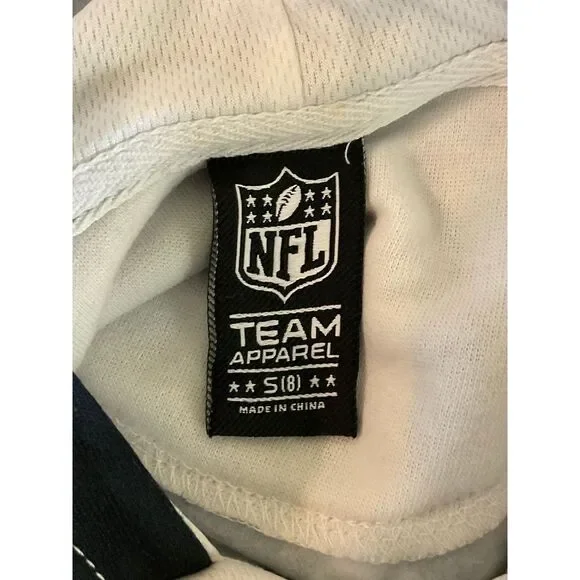 NFL
TEAM
APPAREL
★★ S(8) ★★
MADE IN CHINA